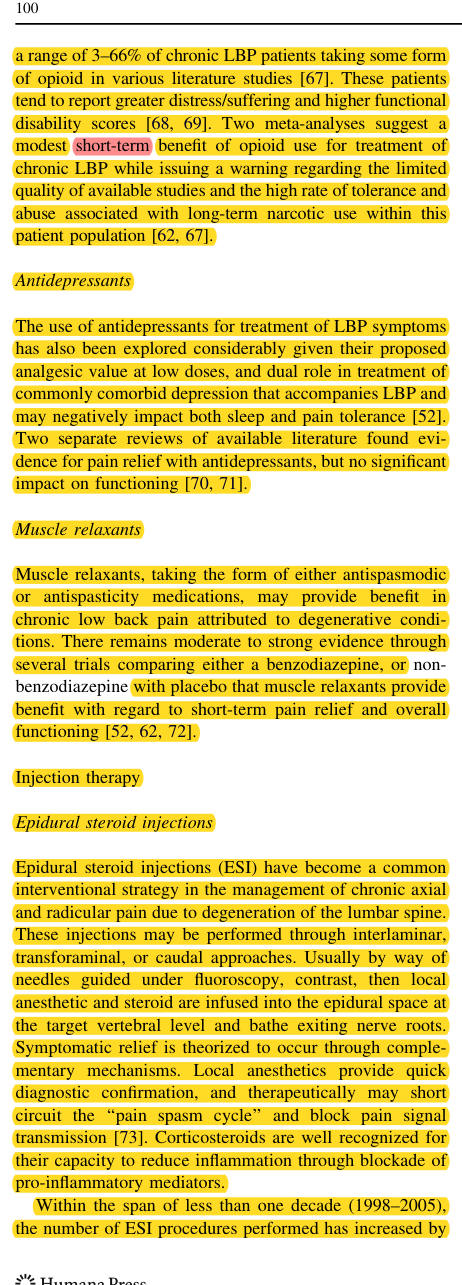 100
a range of 3–66% of chronic LBP patients taking some form
of opioid in various literature studies [67]. These patients
tend to report greater distress/suffering and higher functional
disability scores [68, 69]. Two meta-analyses suggest a
modest short-term benefit of opioid use for treatment of
chronic LBP while issuing a warning regarding the limited
quality of available studies and the high rate of tolerance and
abuse associated with long-term narcotic use within this
patient population [62, 67].
Antidepressants
The use of antidepressants for treatment of LBP symptoms
has also been explored considerably given their proposed
analgesic value at low doses, and dual role in treatment of
commonly comorbid depression that accompanies LBP and
may negatively impact both sleep and pain tolerance [52].
Two separate reviews of available literature found evi-
dence for pain relief with antidepressants, but no significant
impact on functioning [70, 71].
Muscle relaxants
Muscle relaxants, taking the form of either antispasmodic
or antispasticity medications, may provide benefit in
chronic low back pain attributed to degenerative condi-
tions. There remains moderate to strong evidence through
several trials comparing either a benzodiazepine, or non-
benzodiazepine with placebo that muscle relaxants provide
benefit with regard to short-term pain relief and overall
functioning [52, 62, 72].
Injection therapy
Epidural steroid injections
Epidural steroid injections (ESI) have become a common
interventional strategy in the management of chronic axial
and radicular pain due to degeneration of the lumbar spine.
These injections may be performed through interlaminar,
transforaminal, or caudal approaches. Usually by way of
needles guided under fluoroscopy, contrast, then local
anesthetic and steroid are infused into the epidural space at
the target vertebral level and bathe exiting nerve roots.
Symptomatic relief is theorized to occur through comple-
mentary mechanisms. Local anesthetics provide quick
diagnostic confirmation, and therapeutically may short
circuit the “pain spasm cycle” and block pain signal
transmission [73]. Corticosteroids are well recognized for
their capacity to reduce inflammation through blockade of
pro-inflammatory mediators.
Within the span of less than one decade (1998–2005),
the number of ESI procedures performed has increased by
Humana Press